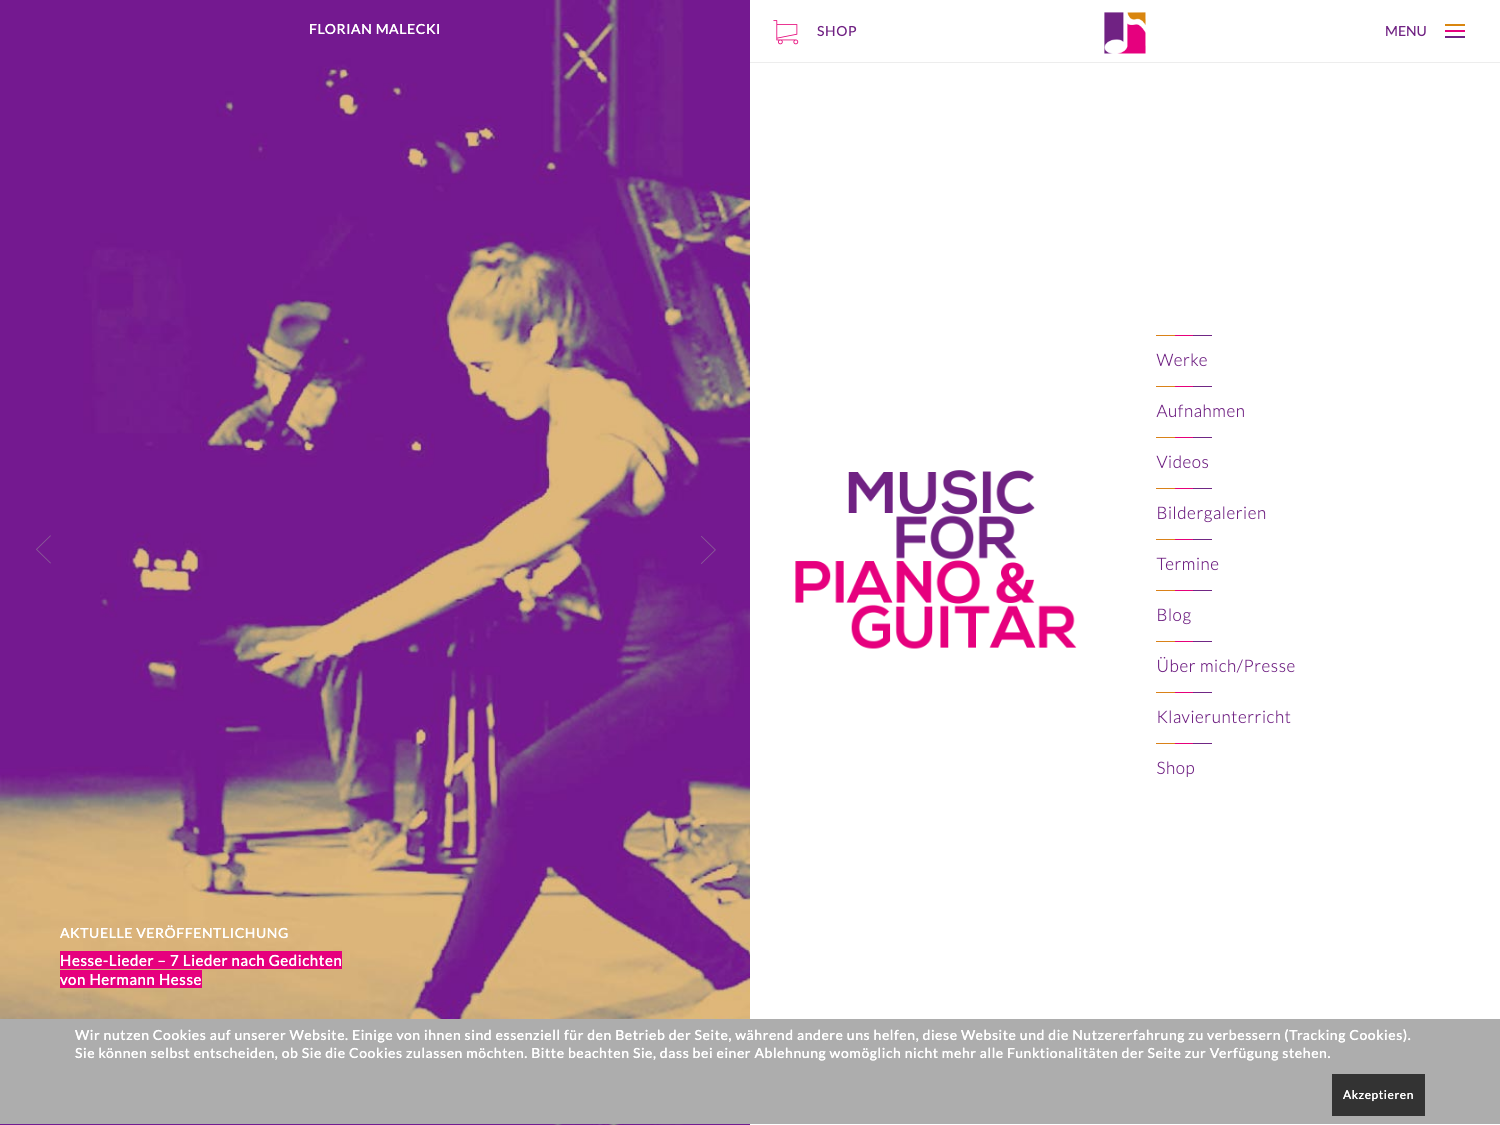 FLORIAN MALECKI
SHOP
MENU
MUSIC
FOR
PIANO &
GUITAR
Werke
Aufnahmen
Videos
Bildergalerien
Termine
Blog
Über mich/Presse
Klavierunterricht
Shop
AKTUELLE VERÖFFENTLICHUNG
Hesse-Lieder – 7 Lieder nach Gedichten
von Hermann Hesse
Wir nutzen Cookies auf unserer Website. Einige von ihnen sind essenziell für den Betrieb der Seite, während andere uns helfen, diese Website und die Nutzererfahrung zu verbessern (Tracking Cookies).
Sie können selbst entscheiden, ob Sie die Cookies zulassen möchten. Bitte beachten Sie, dass bei einer Ablehnung womöglich nicht mehr alle Funktionalitäten der Seite zur Verfügung stehen.
Akzeptieren